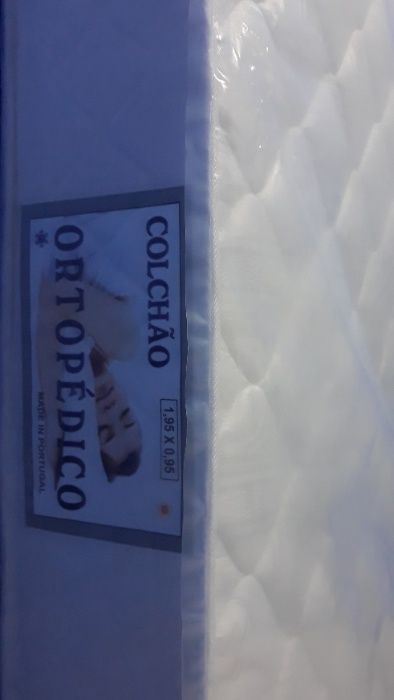 COLCHÃO
1,95 X 0,95
ORTOPÉDICO
MADE IN PORTUGAL